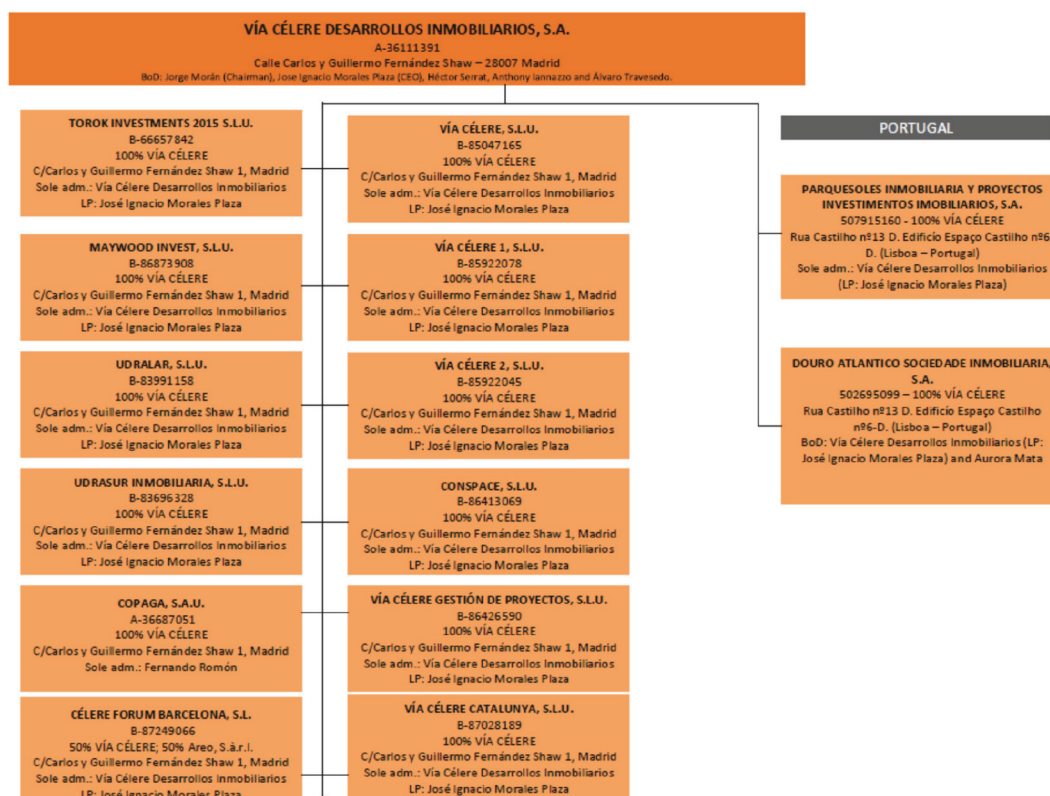 VÍA CÉLERE DESARROLLOS INMOBILIARIOS, S.A.
A-36111391
Calle Carlos y Guillermo Fernández Shaw – 28007 Madrid
BoD: Jorge Morán (Chairman), Jose Ignacio Morales Plaza (CEO), Héctor Serrat, Anthony Iannazzo and Álvaro Travesedo.
TOROK INVESTMENTS 2015 S.L.U.
B-66657842
100% VÍA CÉLERE
C/Carlos y Guillermo Fernández Shaw 1, Madrid
Sole adm.: Vía Célere Desarrollos Inmobiliarios
LP: José Ignacio Morales Plaza
MAYWOOD INVEST, S.L.U.
B-86873908
100% VÍA CÉLERE
C/Carlos y Guillermo Fernández Shaw 1, Madrid
Sole adm.: Vía Célere Desarrollos Inmobiliarios
LP: José Ignacio Morales Plaza
UDRALAR, S.L.U.
B-83991158
100% VÍA CÉLERE
C/Carlos y Guillermo Fernández Shaw 1, Madrid
Sole adm.: Vía Célere Desarrollos Inmobiliarios
LP: José Ignacio Morales Plaza
UDRASUR INMOBILIARIA, S.L.U.
B-83696328
100% VÍA CÉLERE
C/Carlos y Guillermo Fernández Shaw 1, Madrid
Sole adm.: Vía Célere Desarrollos Inmobiliarios
LP: José Ignacio Morales Plaza
COPAGA, S.A.U.
A-36687051
100% VÍA CÉLERE
C/Carlos y Guillermo Fernández Shaw 1, Madrid
Sole adm.: Fernando Román
CÉLERE FORUM BARCELONA, S.L.
B-87249066
50% VÍA CÉLERE; 50% Areo, S.à.r.l.
C/Carlos y Guillermo Fernández Shaw 1, Madrid
Sole adm.: Vía Célere Desarrollos Inmobiliarios
LP: José Ignacio Morales Plaza
VÍA CÉLERE, S.L.U.
B-85047165
100% VÍA CÉLERE
C/Carlos y Guillermo Fernández Shaw 1, Madrid
Sole adm.: Vía Célere Desarrollos Inmobiliarios
LP: José Ignacio Morales Plaza
VÍA CÉLERE 1, S.L.U.
B-85922078
100% VÍA CÉLERE
C/Carlos y Guillermo Fernández Shaw 1, Madrid
Sole adm.: Vía Célere Desarrollos Inmobiliarios
LP: José Ignacio Morales Plaza
VÍA CÉLERE 2, S.L.U.
B-85922045
100% VÍA CÉLERE
C/Carlos y Guillermo Fernández Shaw 1, Madrid
Sole adm.: Vía Célere Desarrollos Inmobiliarios
LP: José Ignacio Morales Plaza
CONSPACE, S.L.U.
B-86413069
100% VÍA CÉLERE
C/Carlos y Guillermo Fernández Shaw 1, Madrid
Sole adm.: Vía Célere Desarrollos Inmobiliarios
LP: José Ignacio Morales Plaza
VÍA CÉLERE GESTIÓN DE PROYECTOS, S.L.U.
B-86426590
100% VÍA CÉLERE
C/Carlos y Guillermo Fernández Shaw 1, Madrid
Sole adm.: Vía Célere Desarrollos Inmobiliarios
LP: José Ignacio Morales Plaza
VÍA CÉLERE CATALUNYA, S.L.U.
B-87028189
100% VÍA CÉLERE
C/Carlos y Guillermo Fernández Shaw 1, Madrid
Sole adm.: Vía Célere Desarrollos Inmobiliarios
LP: José Ignacio Morales Plaza
PORTUGAL
PARQUESOLES INMOBILIARIA Y PROYECTOS
INVESTIMENTOS IMOBILIARIOS, S.A.
507915160 - 100% VÍA CÉLERE
Rua Castilho nº13 D. Edificio Espaço Castilho nº6
D. (Lisboa – Portugal)
Sole adm.: Vía Célere Desarrollos Inmobiliarios
(LP: José Ignacio Morales Plaza)
DOURO ATLANTICO SOCIEDADE INMOBILIARIA,
S.A.
502695099 – 100% VÍA CÉLERE
Rua Castilho nº13 D. Edificio Espaço Castilho
nº6-D. (Lisboa – Portugal)
BoD: Vía Célere Desarrollos Inmobiliarios (LP:
José Ignacio Morales Plaza) and Aurora Mata